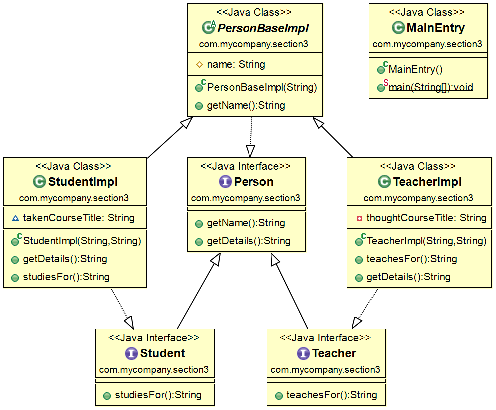 <<Java Class>>
PersonBaseImpl
com.mycompany.section3
name: String
PersonBaseImpl(String)
getName():String
<<Java Class>>
MainEntry
com.mycompany.section3
MainEntry()
main(String[]):void
<<Java Class>>
StudentImpl
com.mycompany.section3
takenCourseTitle: String
StudentImpl(String,String)
getDetails():String
studiesFor():String
<<Java Interface>>
Person
com.mycompany.section3
getName():String
getDetails():String
<<Java Class>>
TeacherImpl
com.mycompany.section3
thoughtCourseTitle: String
TeacherImpl(String,String)
teachesFor():String
getDetails():String
<<Java Interface>>
Student
com.mycompany.section3
studiesFor():String
<<Java Interface>>
Teacher
com.mycompany.section3
teachesFor():String